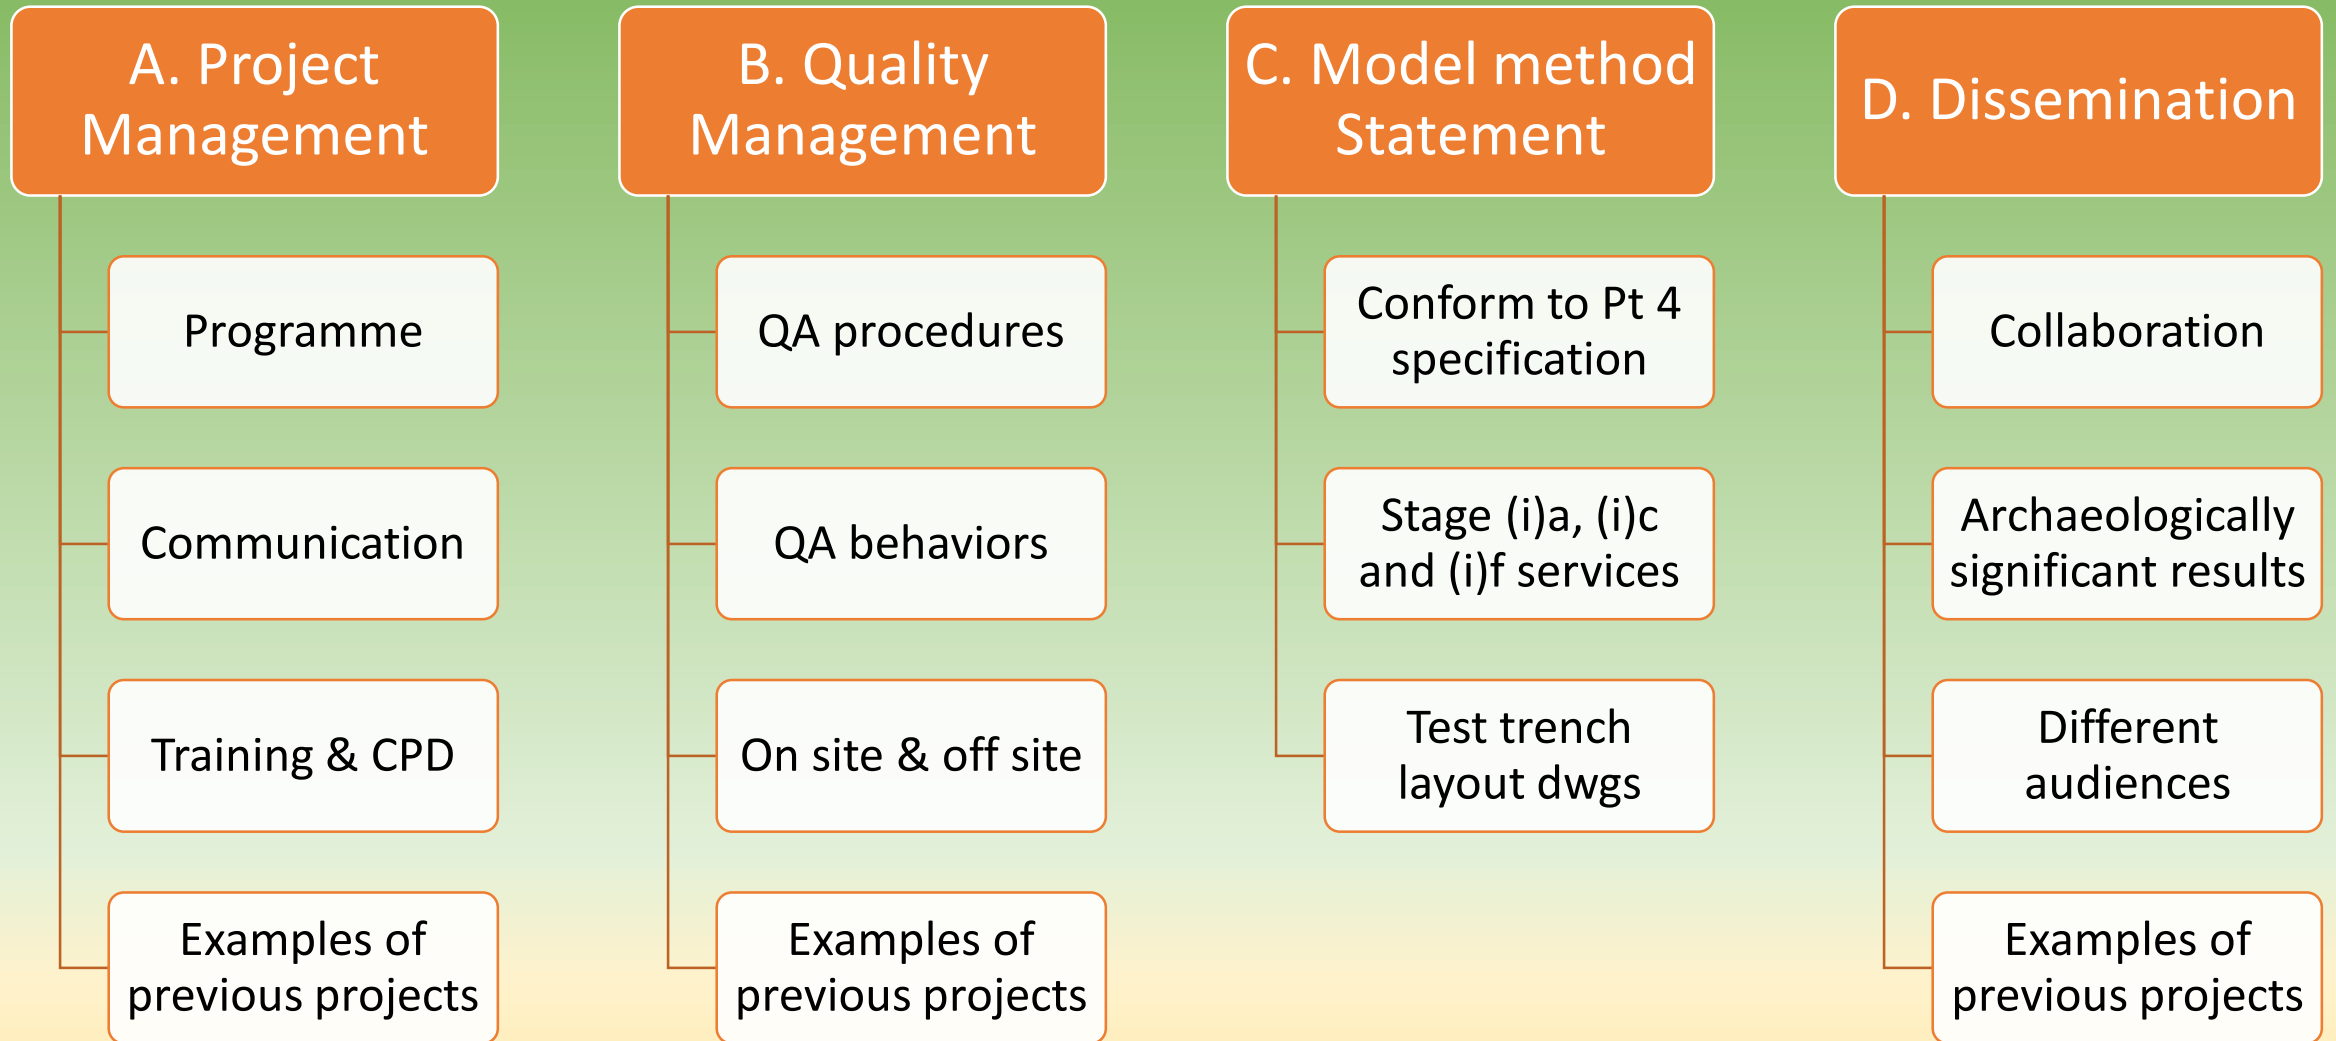 A. Project
Management
Programme
Communication
Training & CPD
Examples of
previous projects
B. Quality
Management
QA procedures
QA behaviors
On site & off site
Examples of
previous projects
C. Model method
Statement
Conform to Pt 4
specification
Stage (i)a, (i)c
and (i)f services
Test trench
layout dwgs
D. Dissemination
Collaboration
Archaeologically
significant results
Different
audiences
Examples of
previous projects